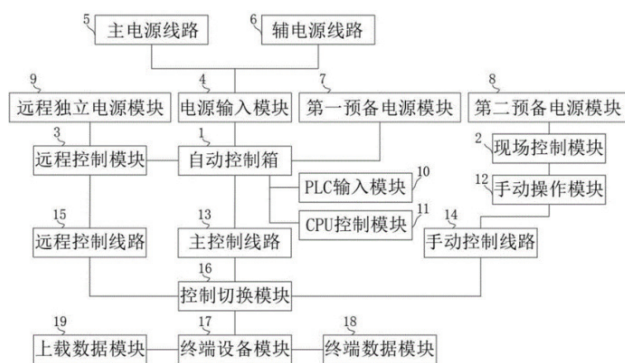 5 主电源线路
6 辅电源线路
9 4 7 8
远程独立电源模块 电源输入模块 第一预备电源模块 第二预备电源模块
3 1 2 现场控制模块
远程控制模块 自动控制箱
PLC输入模块 10 12 手动操作模块
15 13 CPU控制模块 11 14
远程控制线路 主控制线路 手动控制线路
16
控制切换模块
19 17 18
上载数据模块 终端设备模块 终端数据模块